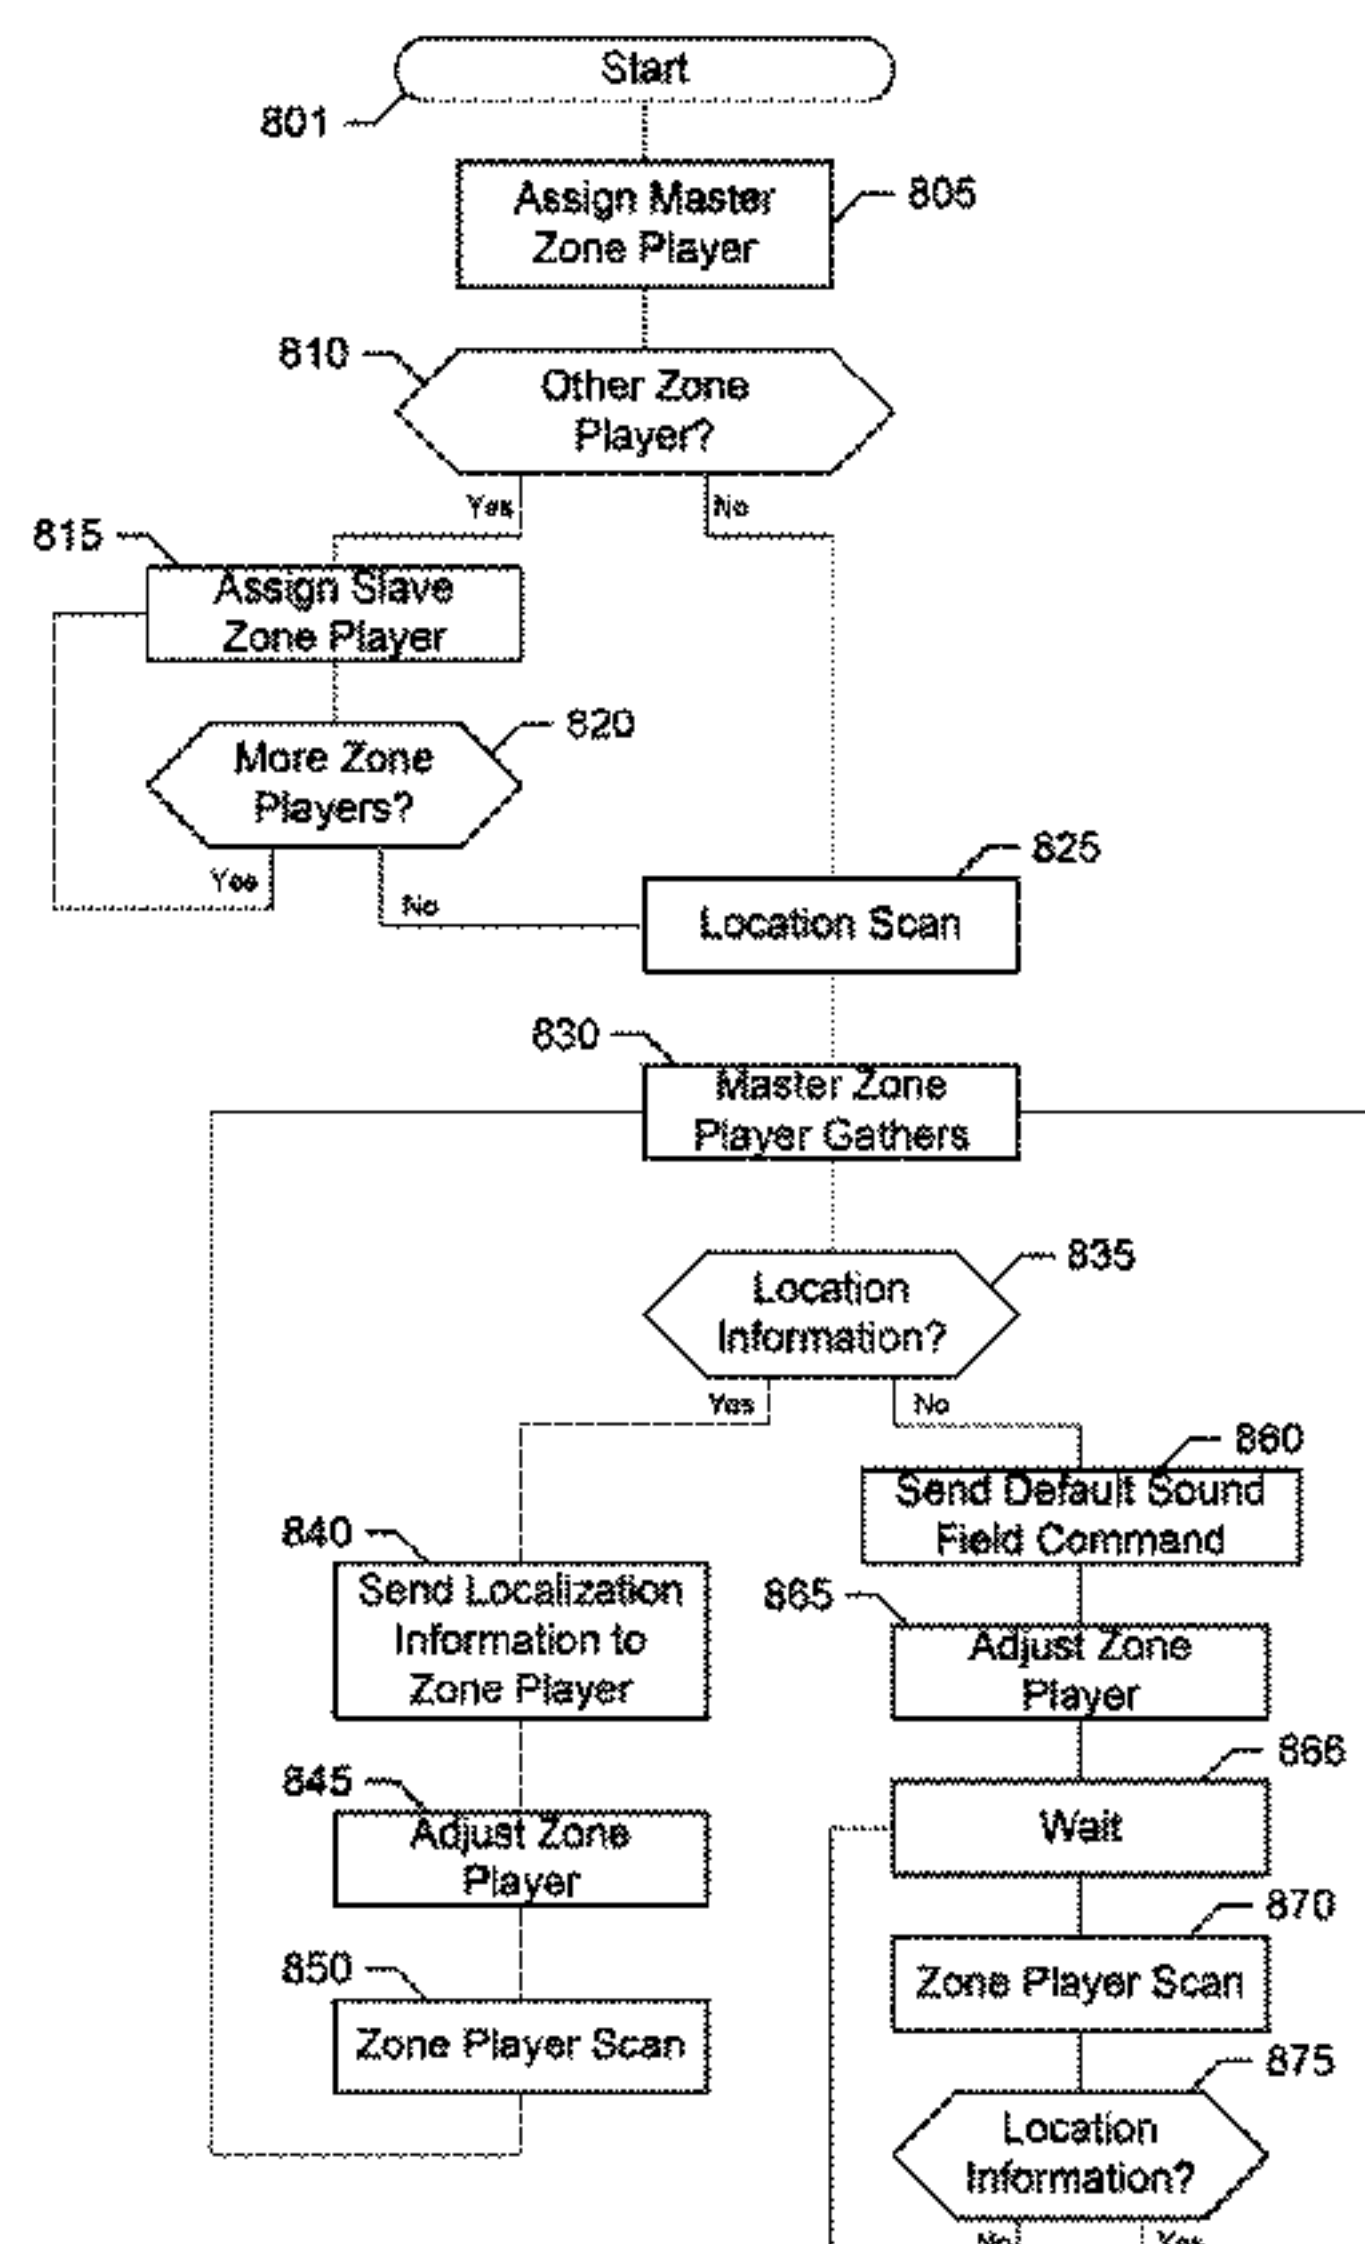 Start
801
Assign Master
Zone Player
805
810
Other Zone
Player?
Yes
No
815
Assign Slave
Zone Player
820
More Zone
Players?
Yes
No
825
Location Scan
830
Master Zone
Player Gathers
835
Location
Information?
Yes
No
860
Send Default Sound
Field Command
840
Send Localization
Information to
Zone Player
865
Adjust Zone
Player
866
Wait
845
Adjust Zone
Player
870
Zone Player Scan
850
Zone Player Scan
875
Location
Information?
No
Yes